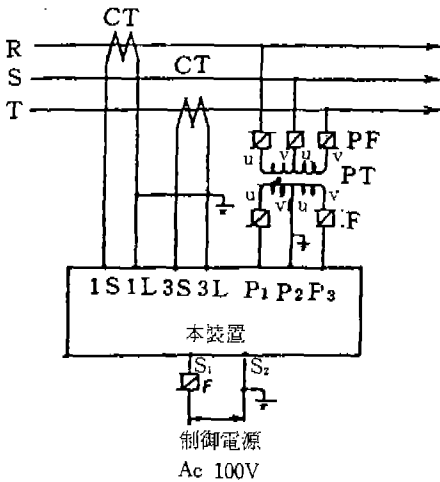 CT
R
S
CT
T
PF
u v u v
PT
u v u v
F
1S 1L 3S 3L P₁ P₂ P₃
本装置
S₁ S₂
F
制御電源
Ac 100V